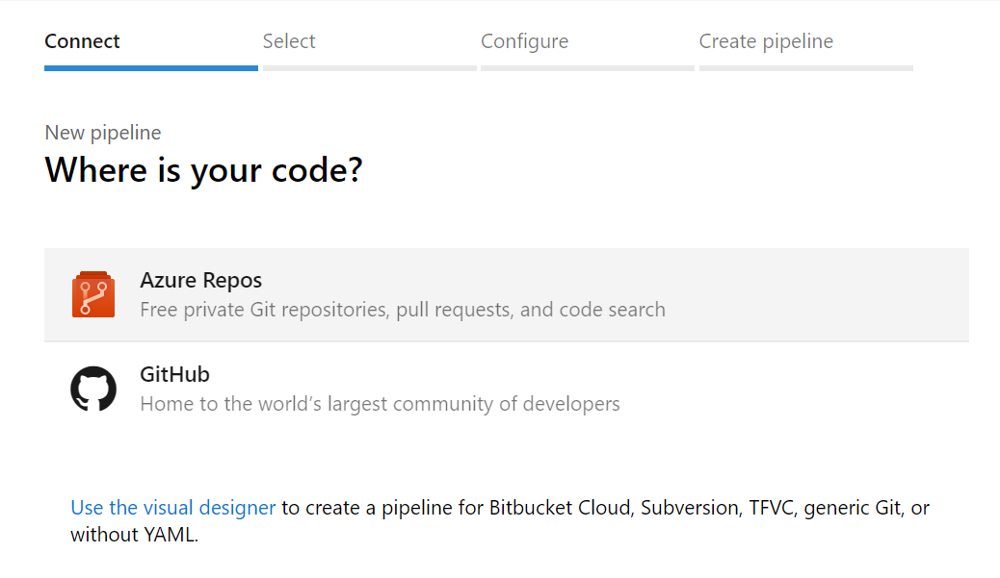 Connect
Select
Configure
Create pipeline
New pipeline
Where is your code?
Azure Repos
Free private Git repositories, pull requests, and code search
GitHub
Home to the world’s largest community of developers
Use the visual designer to create a pipeline for Bitbucket Cloud, Subversion, TFVC, generic Git, or
without YAML.